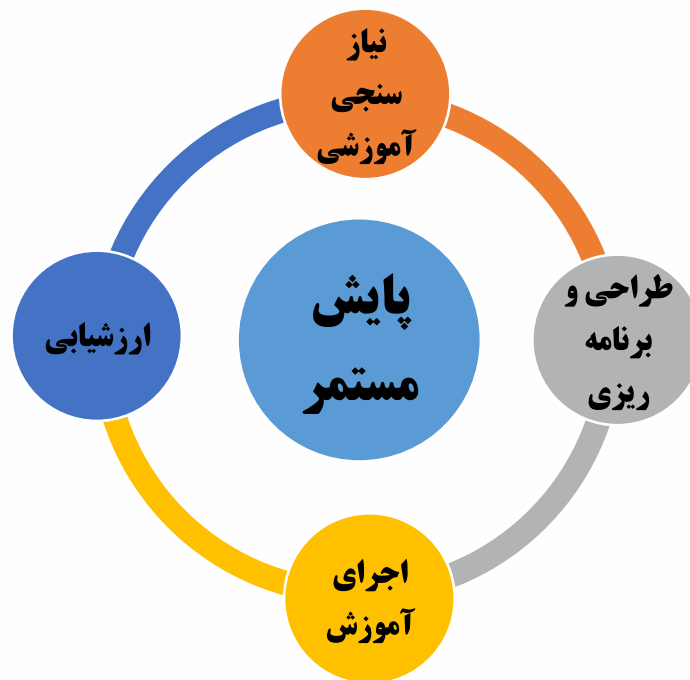 نیاز
سنجی
آموزشی
طراحی و
برنامه
ریزی
پایش
مستمر
ارزشیابی
اجرای
آموزش